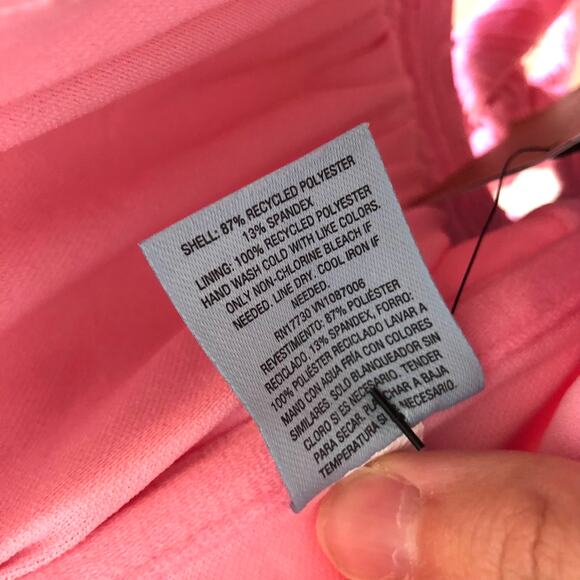 SHELL: 87% RECYCLED POLYESTER
13% SPANDEX
LINING: 100% RECYCLED POLYESTER
HAND WASH COLD WITH LIKE COLORS.
ONLY NON-CHLORINE BLEACH IF
NEEDED. LINE DRY. COOL IRON IF
NEEDED.
RN17730 VN1087006
REVESTIMIENTO: 87% POLIÉSTER
RECICLADO, 13% SPANDEX, FORRO:
100% POLIÉSTER RECICLADO LAVAR A
MANO CON AGUA FRÍA CON COLORES
SIMILARES. SOLO BLANQUEADOR SIN
CLORO SI ES NECESARIO. TENDER
PARA SECAR. PLANCHAR A BAJA
TEMPERATURA SI ES NECESARIO.